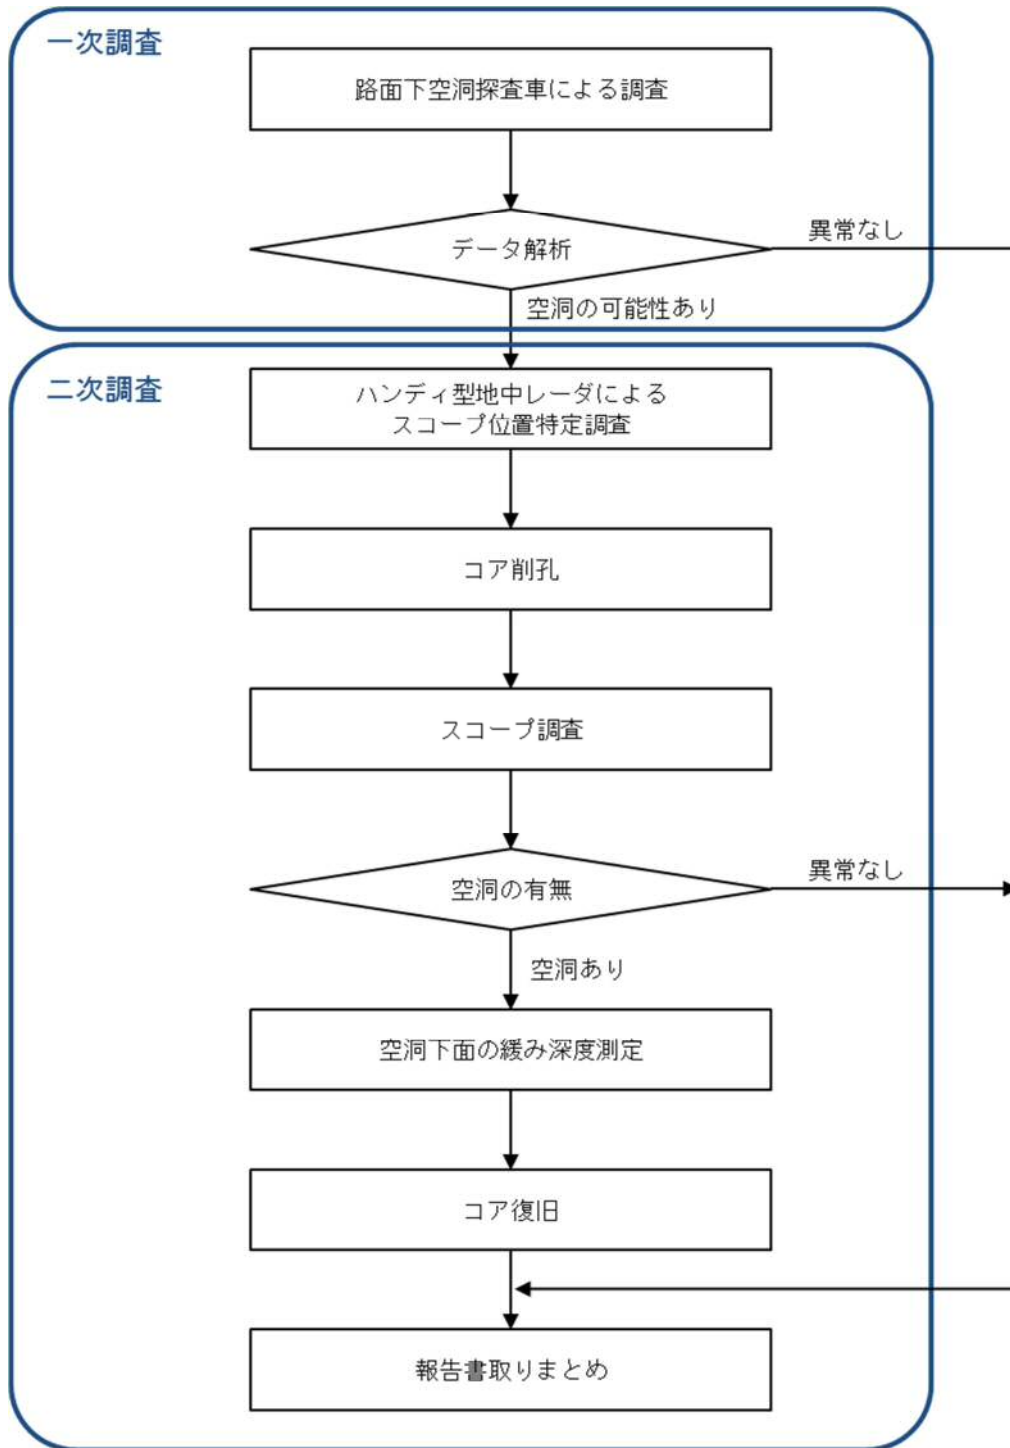 一次調査
路面下空洞探査車による調査
データ解析
異常なし
空洞の可能性あり
二次調査
ハンディ型地中レーダによる
スコープ位置特定調査
コア削孔
スコープ調査
空洞の有無
異常なし
空洞あり
空洞下面の緩み深度測定
コア復旧
報告書取りまとめ